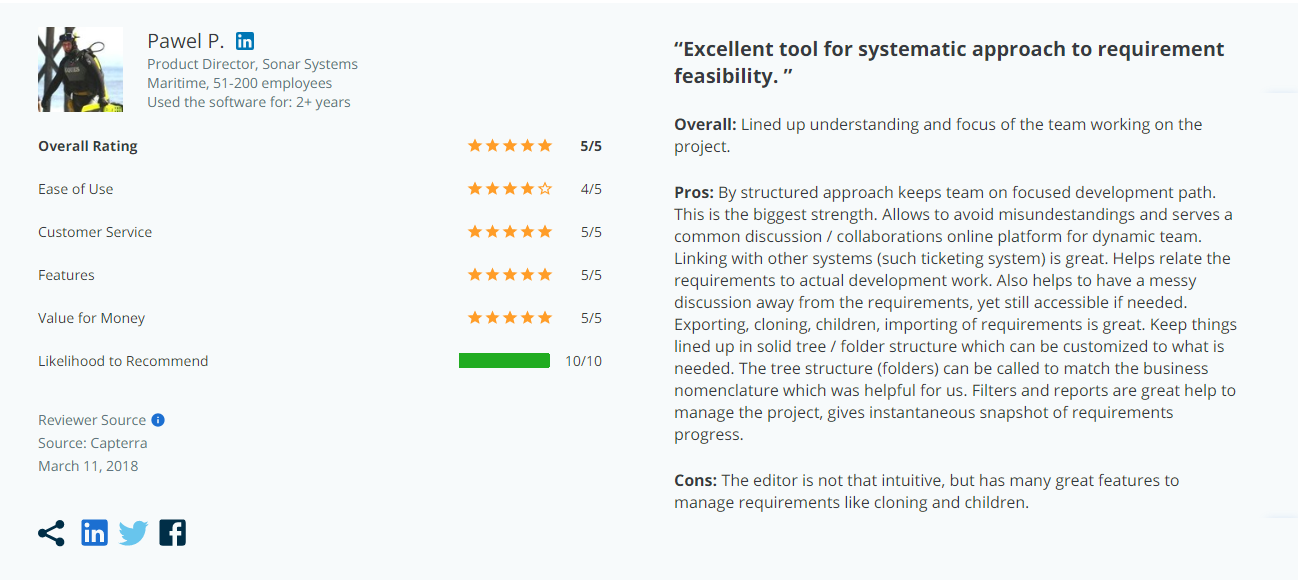 Pawel P. in
Product Director, Sonar Systems
Maritime, 51-200 employees
Used the software for: 2+ years
Overall Rating 5/5
Ease of Use 4/5
Customer Service 5/5
Features 5/5
Value for Money 5/5
Likelihood to Recommend 10/10
Reviewer Source i
Source: Capterra
March 11, 2018
in f
“Excellent tool for systematic approach to requirement
feasibility. ”
Overall: Lined up understanding and focus of the team working on the
project.
Pros: By structured approach keeps team on focused development path.
This is the biggest strength. Allows to avoid misundestandings and serves a
common discussion / collaborations online platform for dynamic team.
Linking with other systems (such ticketing system) is great. Helps relate the
requirements to actual development work. Also helps to have a messy
discussion away from the requirements, yet still accessible if needed.
Exporting, cloning, children, importing of requirements is great. Keep things
lined up in solid tree / folder structure which can be customized to what is
needed. The tree structure (folders) can be called to match the business
nomenclature which was helpful for us. Filters and reports are great help to
manage the project, gives instantaneous snapshot of requirements
progress.
Cons: The editor is not that intuitive, but has many great features to
manage requirements like cloning and children.